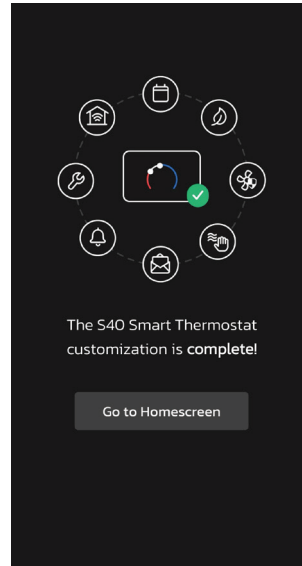 The S40 Smart Thermostat
customization is complete!
Go to Homescreen